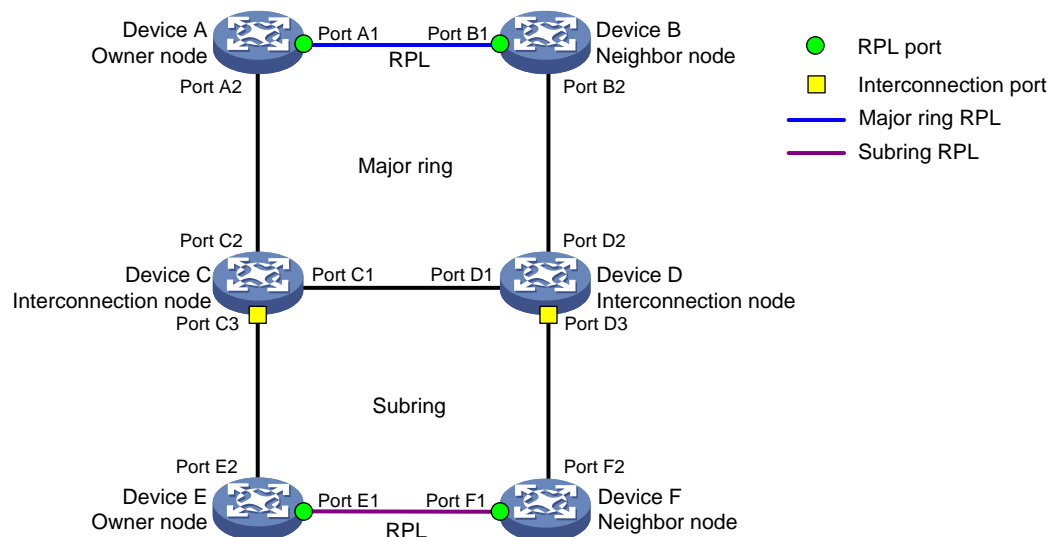 Device A
Owner node
Port A1
Port B1
RPL
Device B
Neighbor node
RPL port
Interconnection port
Major ring RPL
Subring RPL
Port A2
Port B2
Major ring
Port C2
Port D2
Device C
Interconnection node
Port C1
Port D1
Device D
Interconnection node
Port C3
Port D3
Subring
Port E2
Port F2
Device E
Owner node
Port E1
Port F1
RPL
Device F
Neighbor node